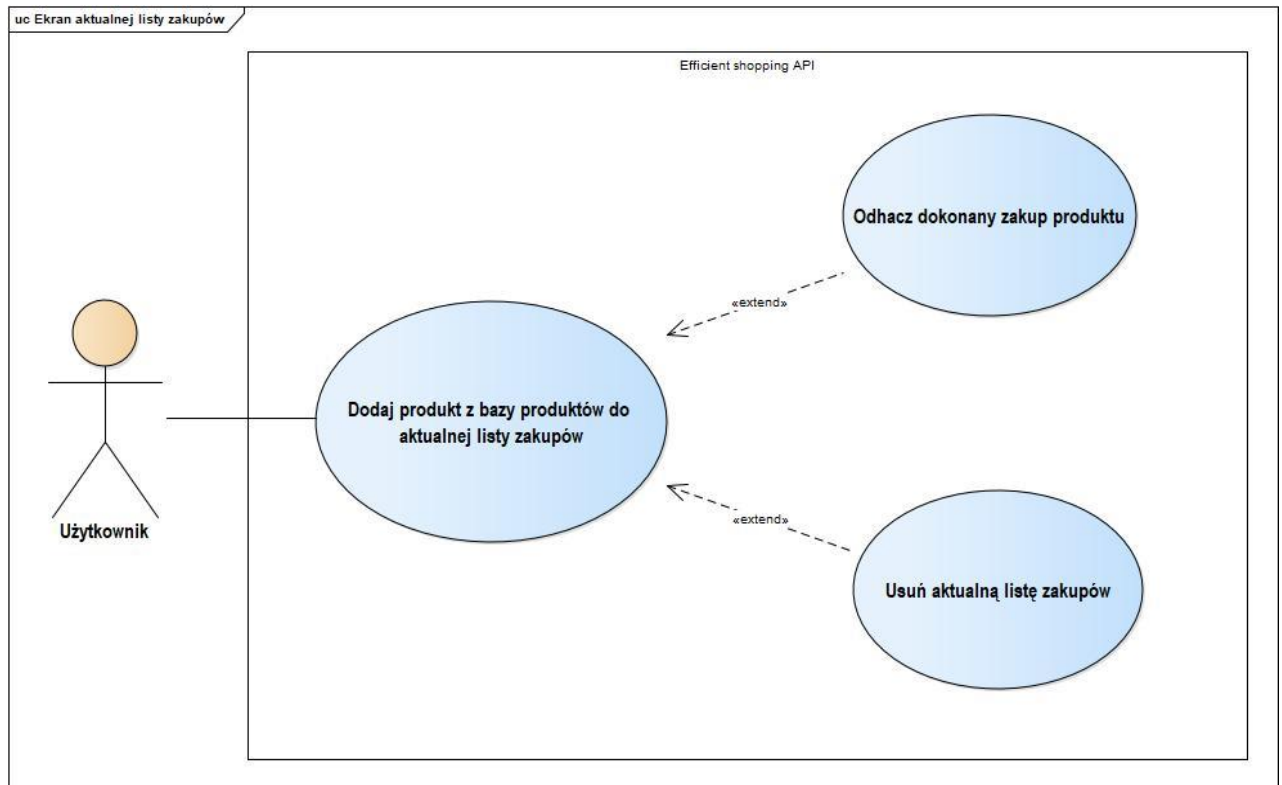 uc Ekran aktualnej listy zakupów
Efficient shopping API
Odhacz dokonany zakup produktu
«extend»
Dodaj produkt z bazy produktów do
aktualnej listy zakupów
«extend»
Użytkownik
Usuń aktualną listę zakupów